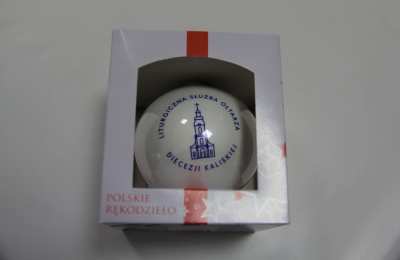 LITURGICZNA SŁUŻBA OŁTARZA
DIECEZJI KALISKIEJ
POLSKIE
RĘKODZIEŁO